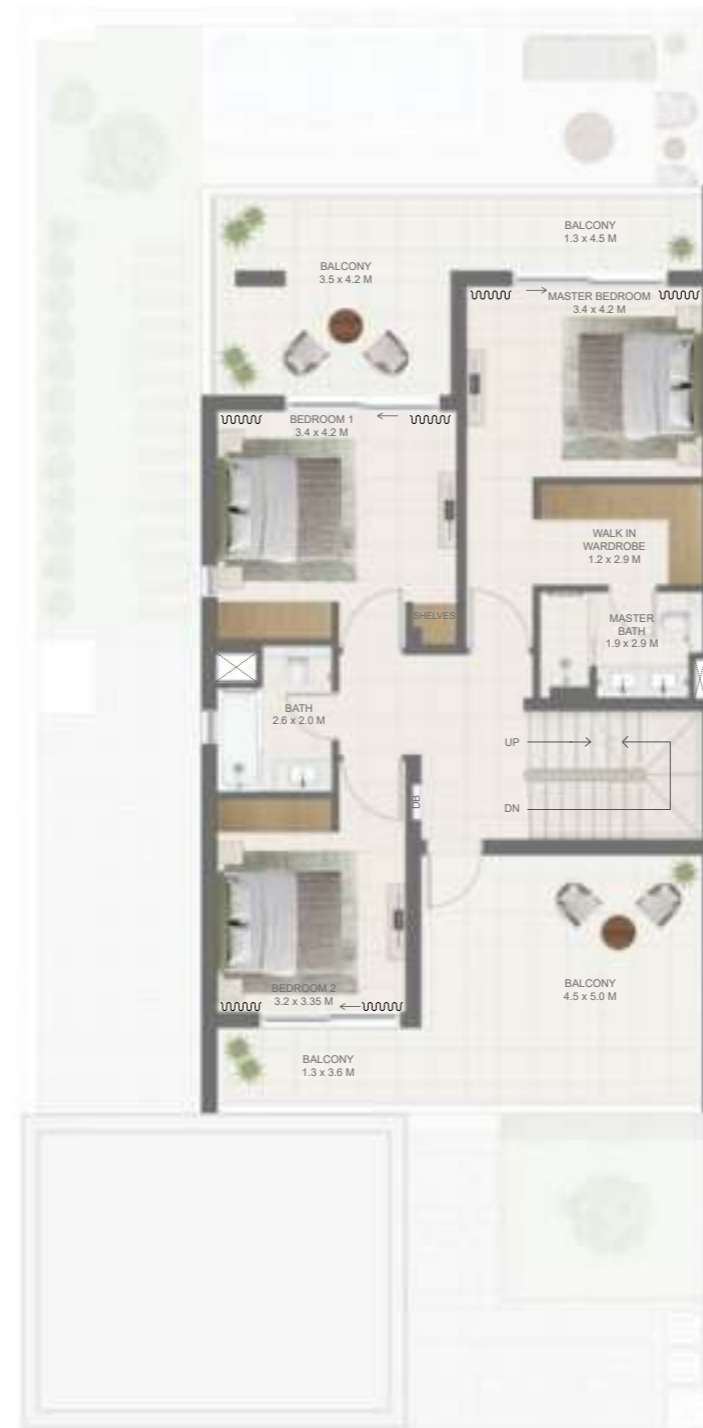 BALCONY
1.3 x 4.5 M
BALCONY
3.5 x 4.2 M
MASTER BEDROOM
3.4 x 4.2 M
BEDROOM 1
3.4 x 4.2 M
WALK IN
WARDROBE
1.2 x 2.9 M
SHELVES
MASTER
BATH
1.9 x 2.9 M
BATH
2.6 x 2.0 M
UP
DB
DN
BEDROOM 2
3.2 x 3.35 M
BALCONY
4.5 x 5.0 M
BALCONY
1.3 x 3.6 M